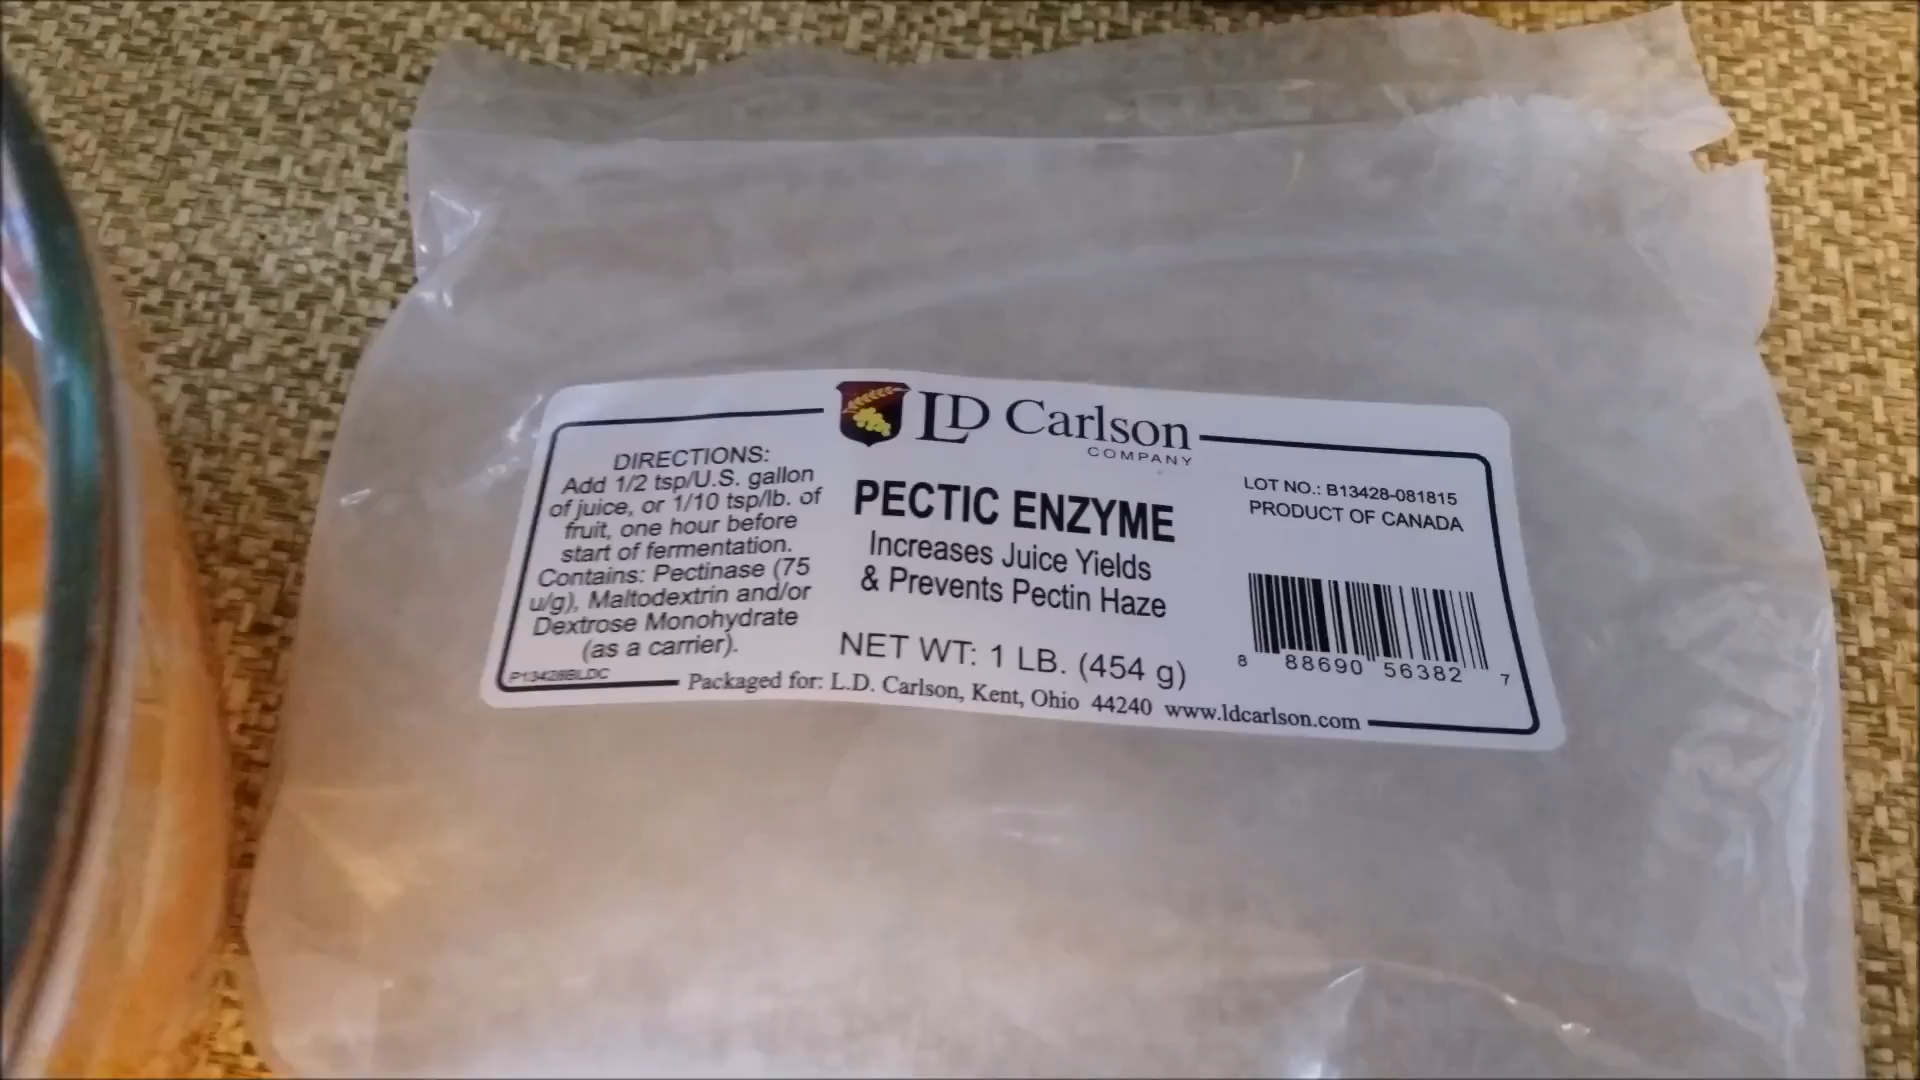 LD Carlson
COMPANY
DIRECTIONS:
Add 1/2 tsp/U.S. gallon
of juice, or 1/10 tsp/lb. of
fruit, one hour before
start of fermentation.
Contains: Pectinase (75
u/g), Maltodextrin and/or
Dextrose Monohydrate
(as a carrier).
P13428BLDC
PECTIC ENZYME
Increases Juice Yields
& Prevents Pectin Haze
NET WT: 1 LB. (454 g)
LOT NO.: B13428-081815
PRODUCT OF CANADA
8 88690 56382 7
Packaged for: L.D. Carlson, Kent, Ohio 44240 www.ldcarlson.com